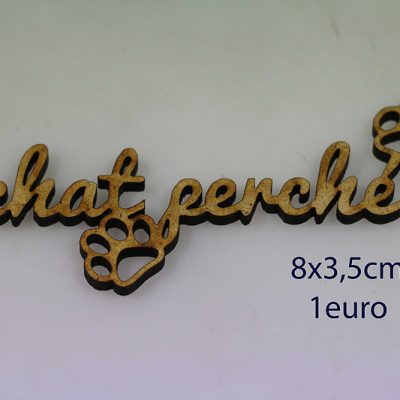 chat perché
8x3,5cm
1euro